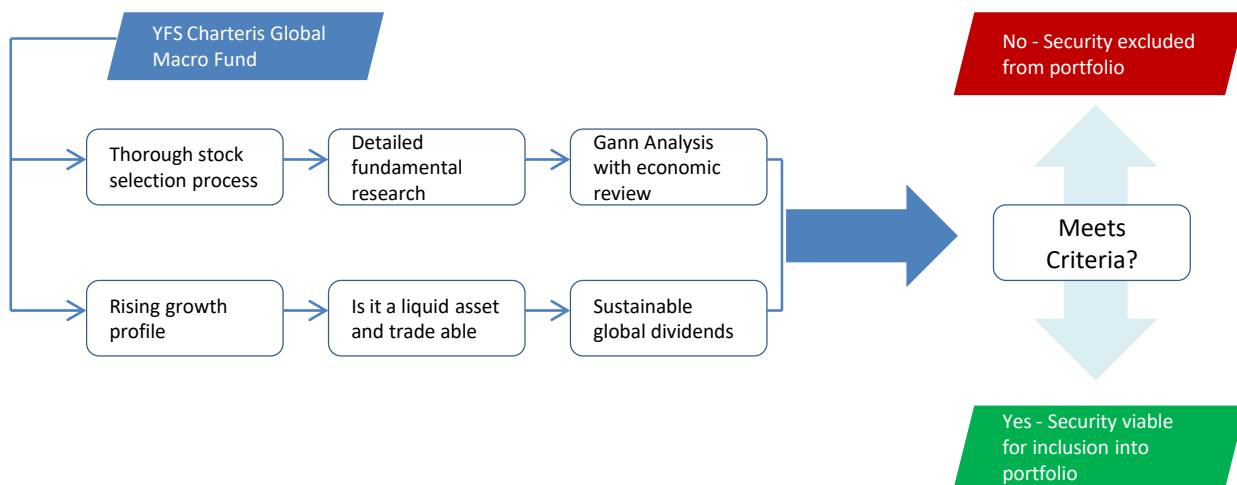 YFS Charteris Global
Macro Fund
No - Security excluded
from portfolio
Thorough stock
selection process
Detailed
fundamental
research
Gann Analysis
with economic
review
Meets
Criteria?
Rising growth
profile
Is it a liquid asset
and trade able
Sustainable
global dividends
Yes - Security viable
for inclusion into
portfolio